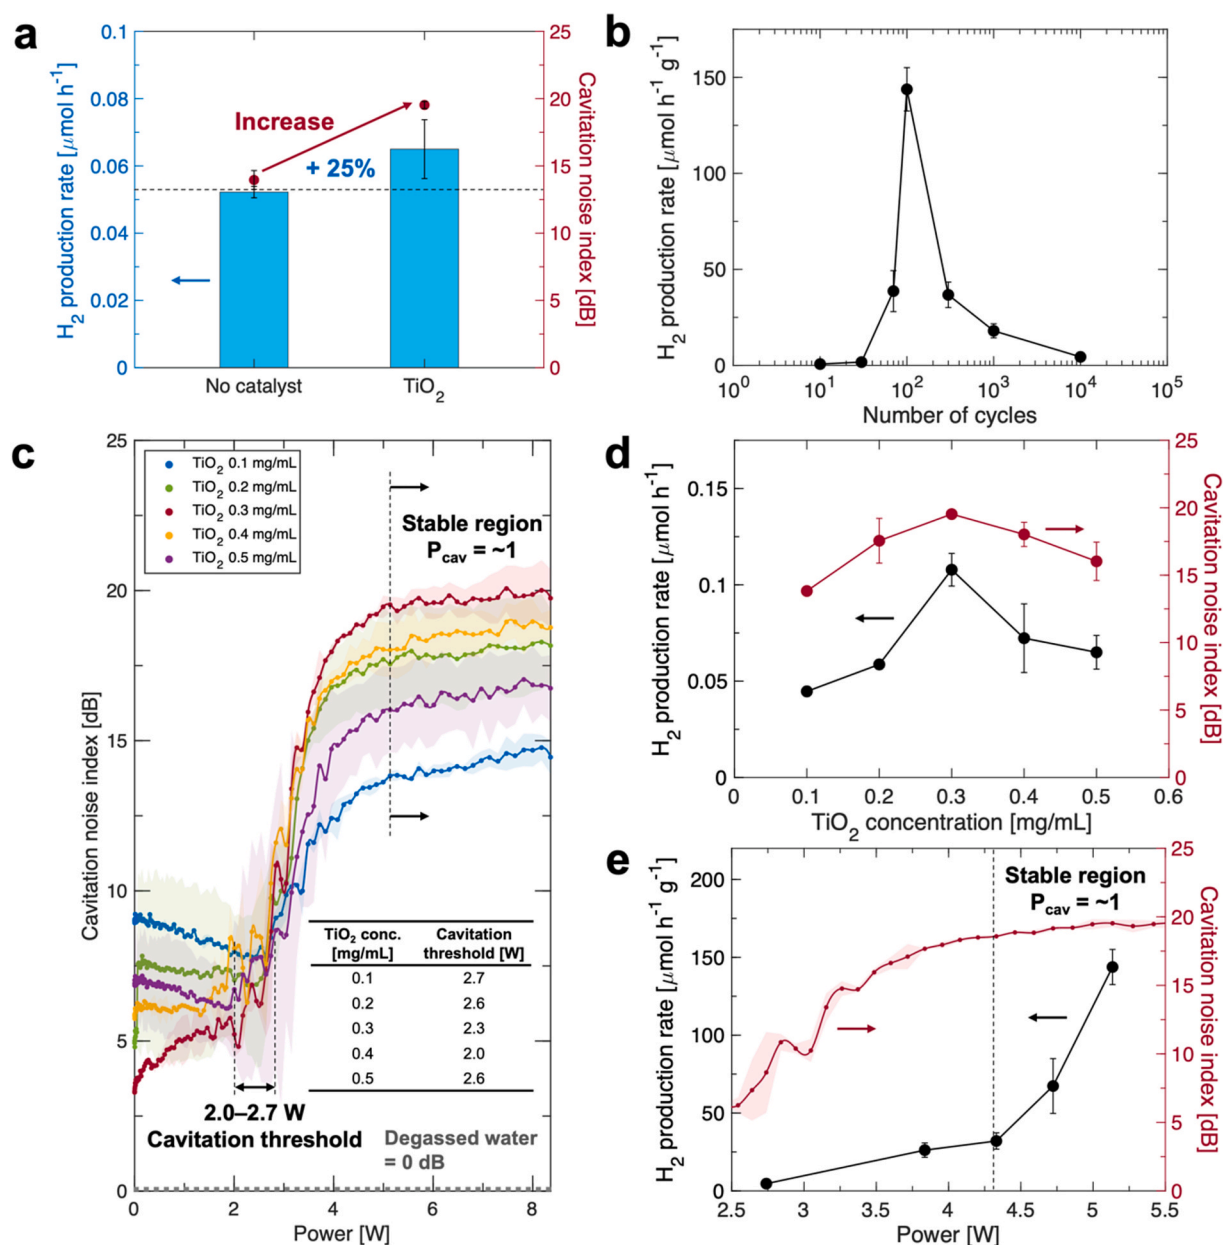 a
H2 production rate [μmol h-1]
0.1
0.08
0.06
0.04
0.02
0
Increase
+ 25%
No catalyst
TiO2
25
20
15
10
5
0
Cavitation noise index [dB]
b
H2 production rate [μmol h-1 g-1]
150
100
50
0
10^0
10^1
10^2
10^3
10^4
10^5
Number of cycles
c
Cavitation noise index [dB]
25
20
15
10
5
0
TiO2 0.1 mg/mL
TiO2 0.2 mg/mL
TiO2 0.3 mg/mL
TiO2 0.4 mg/mL
TiO2 0.5 mg/mL
Stable region
Pcav = ~1
TiO2 conc. Cavitation
[mg/mL] threshold [W]
0.1 2.7
0.2 2.6
0.3 2.3
0.4 2.0
0.5 2.6
2.0–2.7 W
Cavitation threshold
Degassed water
= 0 dB
0 2 4 6 8
Power [W]
d
H2 production rate [μmol h-1]
0.15
0.1
0.05
0
25
20
15
10
5
0
Cavitation noise index [dB]
0 0.1 0.2 0.3 0.4 0.5 0.6
TiO2 concentration [mg/mL]
e
H2 production rate [μmol h-1 g-1]
200
150
100
50
0
Stable region
Pcav = ~1
25
20
15
10
5
0
Cavitation noise index [dB]
2.5 3 3.5 4 4.5 5 5.5
Power [W]